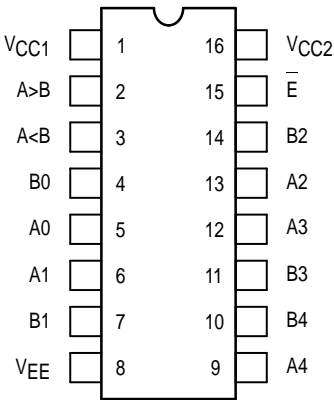 VCC1 1 16 VCC2
A>B 2 15 E̅
A<B 3 14 B2
B0 4 13 A2
A0 5 12 A3
A1 6 11 B3
B1 7 10 B4
VEE 8 9 A4